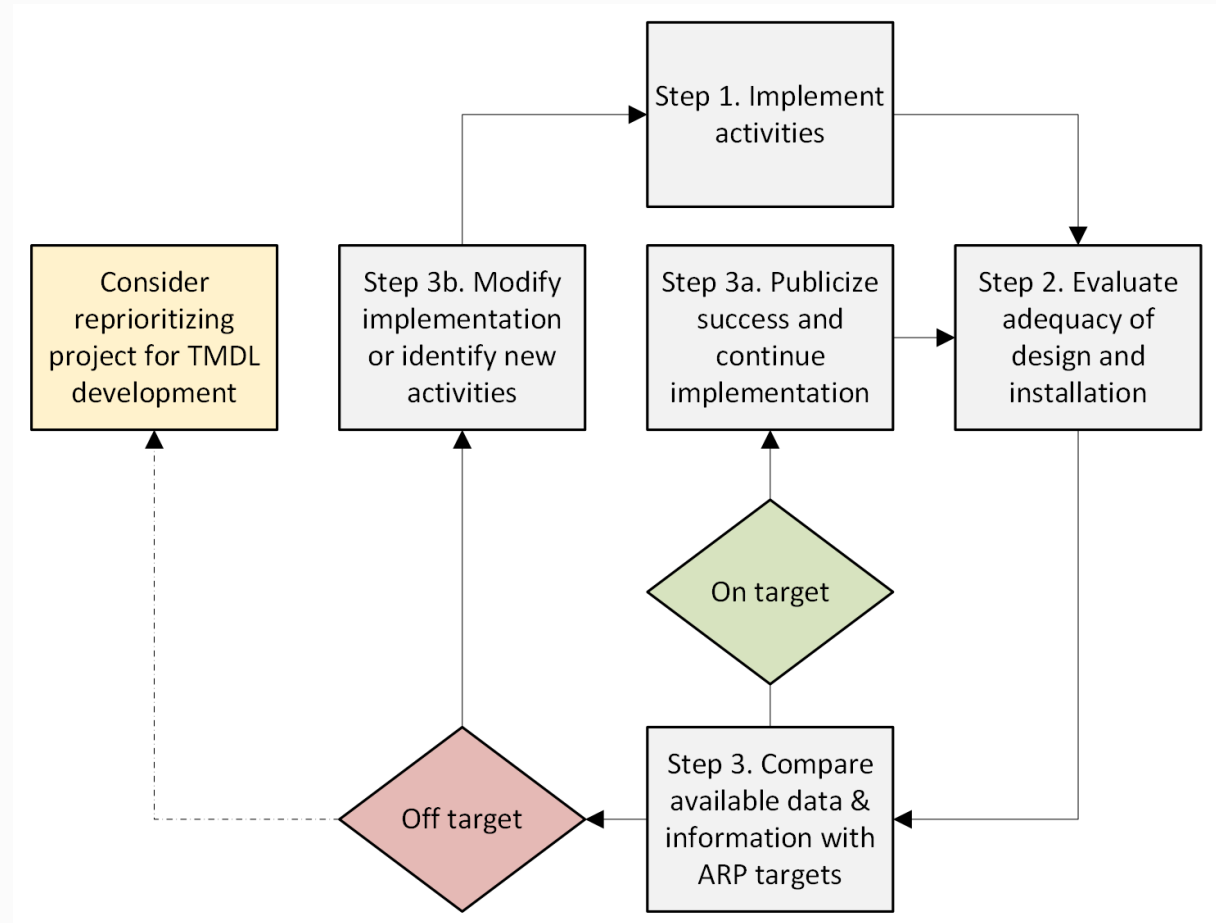 Step 1. Implement
activities
Consider
reprioritizing
project for TMDL
development
Step 3b. Modify
implementation
or identify new
activities
Step 3a. Publicize
success and
continue
implementation
Step 2. Evaluate
adequacy of
design and
installation
On target
Off target
Step 3. Compare
available data &
information with
ARP targets